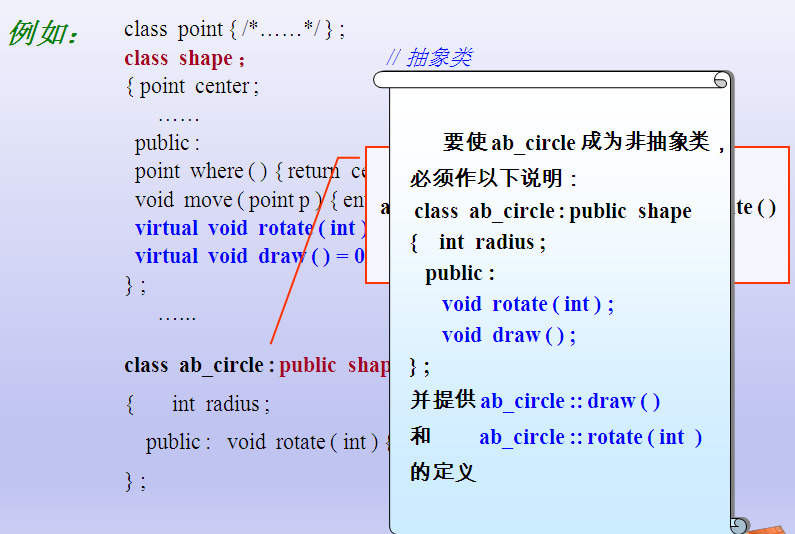 例如：
class point { /*……*/ } ;
class shape ；
// 抽象类
{ point center ;
……
public :
point where ( ) { return ce
void move ( point p ) { en
virtual void rotate ( int )
virtual void draw ( ) = 0
} ;
…...
class ab_circle : public shap
{ int radius ;
public : void rotate ( int ) {
} ;
te ( )
要使 ab_circle 成为非抽象类，
必须作以下说明：
class ab_circle : public shape
{ int radius ;
public :
void rotate ( int ) ;
void draw ( ) ;
} ;
并提供 ab_circle :: draw ( )
和 ab_circle :: rotate ( int )
的定义